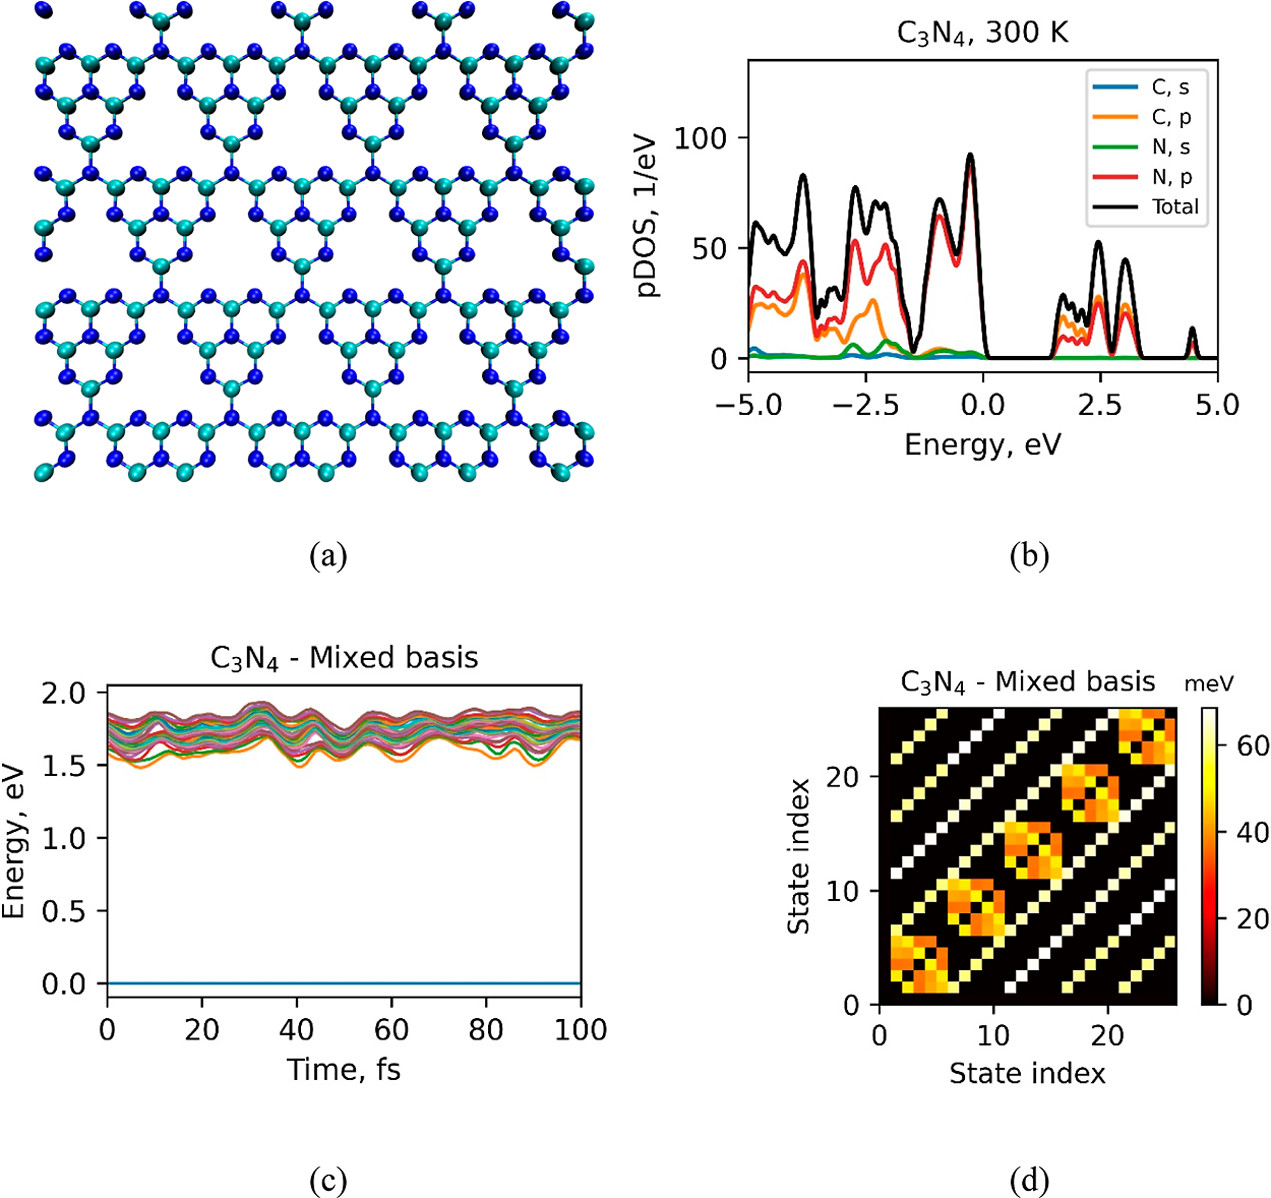 C₃N₄, 300 K
pDOS, 1/eV
100
50
0
C, s
C, p
N, s
N, p
Total
−5.0 −2.5 0.0 2.5 5.0
Energy, eV
(a)
(b)
C₃N₄ - Mixed basis
Energy, eV
2.0
1.5
1.0
0.5
0.0
0 20 40 60 80 100
Time, fs
(c)
C₃N₄ - Mixed basis
meV
State index
20
10
0
0 10 20
State index
60
40
20
0
(d)